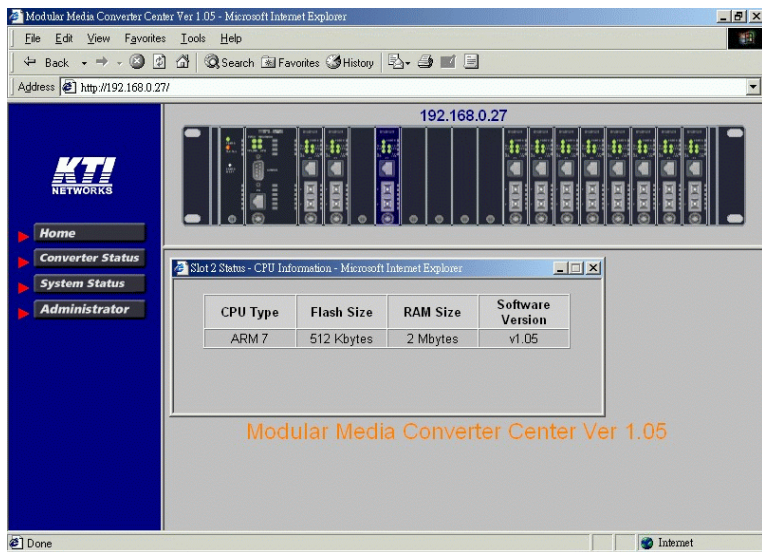 Modular Media Converter Center Ver 1.05 - Microsoft Internet Explorer
File Edit View Favorites Tools Help
Back Search Favorites History
Address http://192.168.0.27/
192.168.0.27
KTI
NETWORKS
Home
Converter Status
System Status
Administrator
Slot 2 Status - CPU Information - Microsoft Internet Explorer
CPU Type Flash Size RAM Size Software Version
ARM 7 512 Kbytes 2 Mbytes v1.05
Modular Media Converter Center Ver 1.05
Done Internet